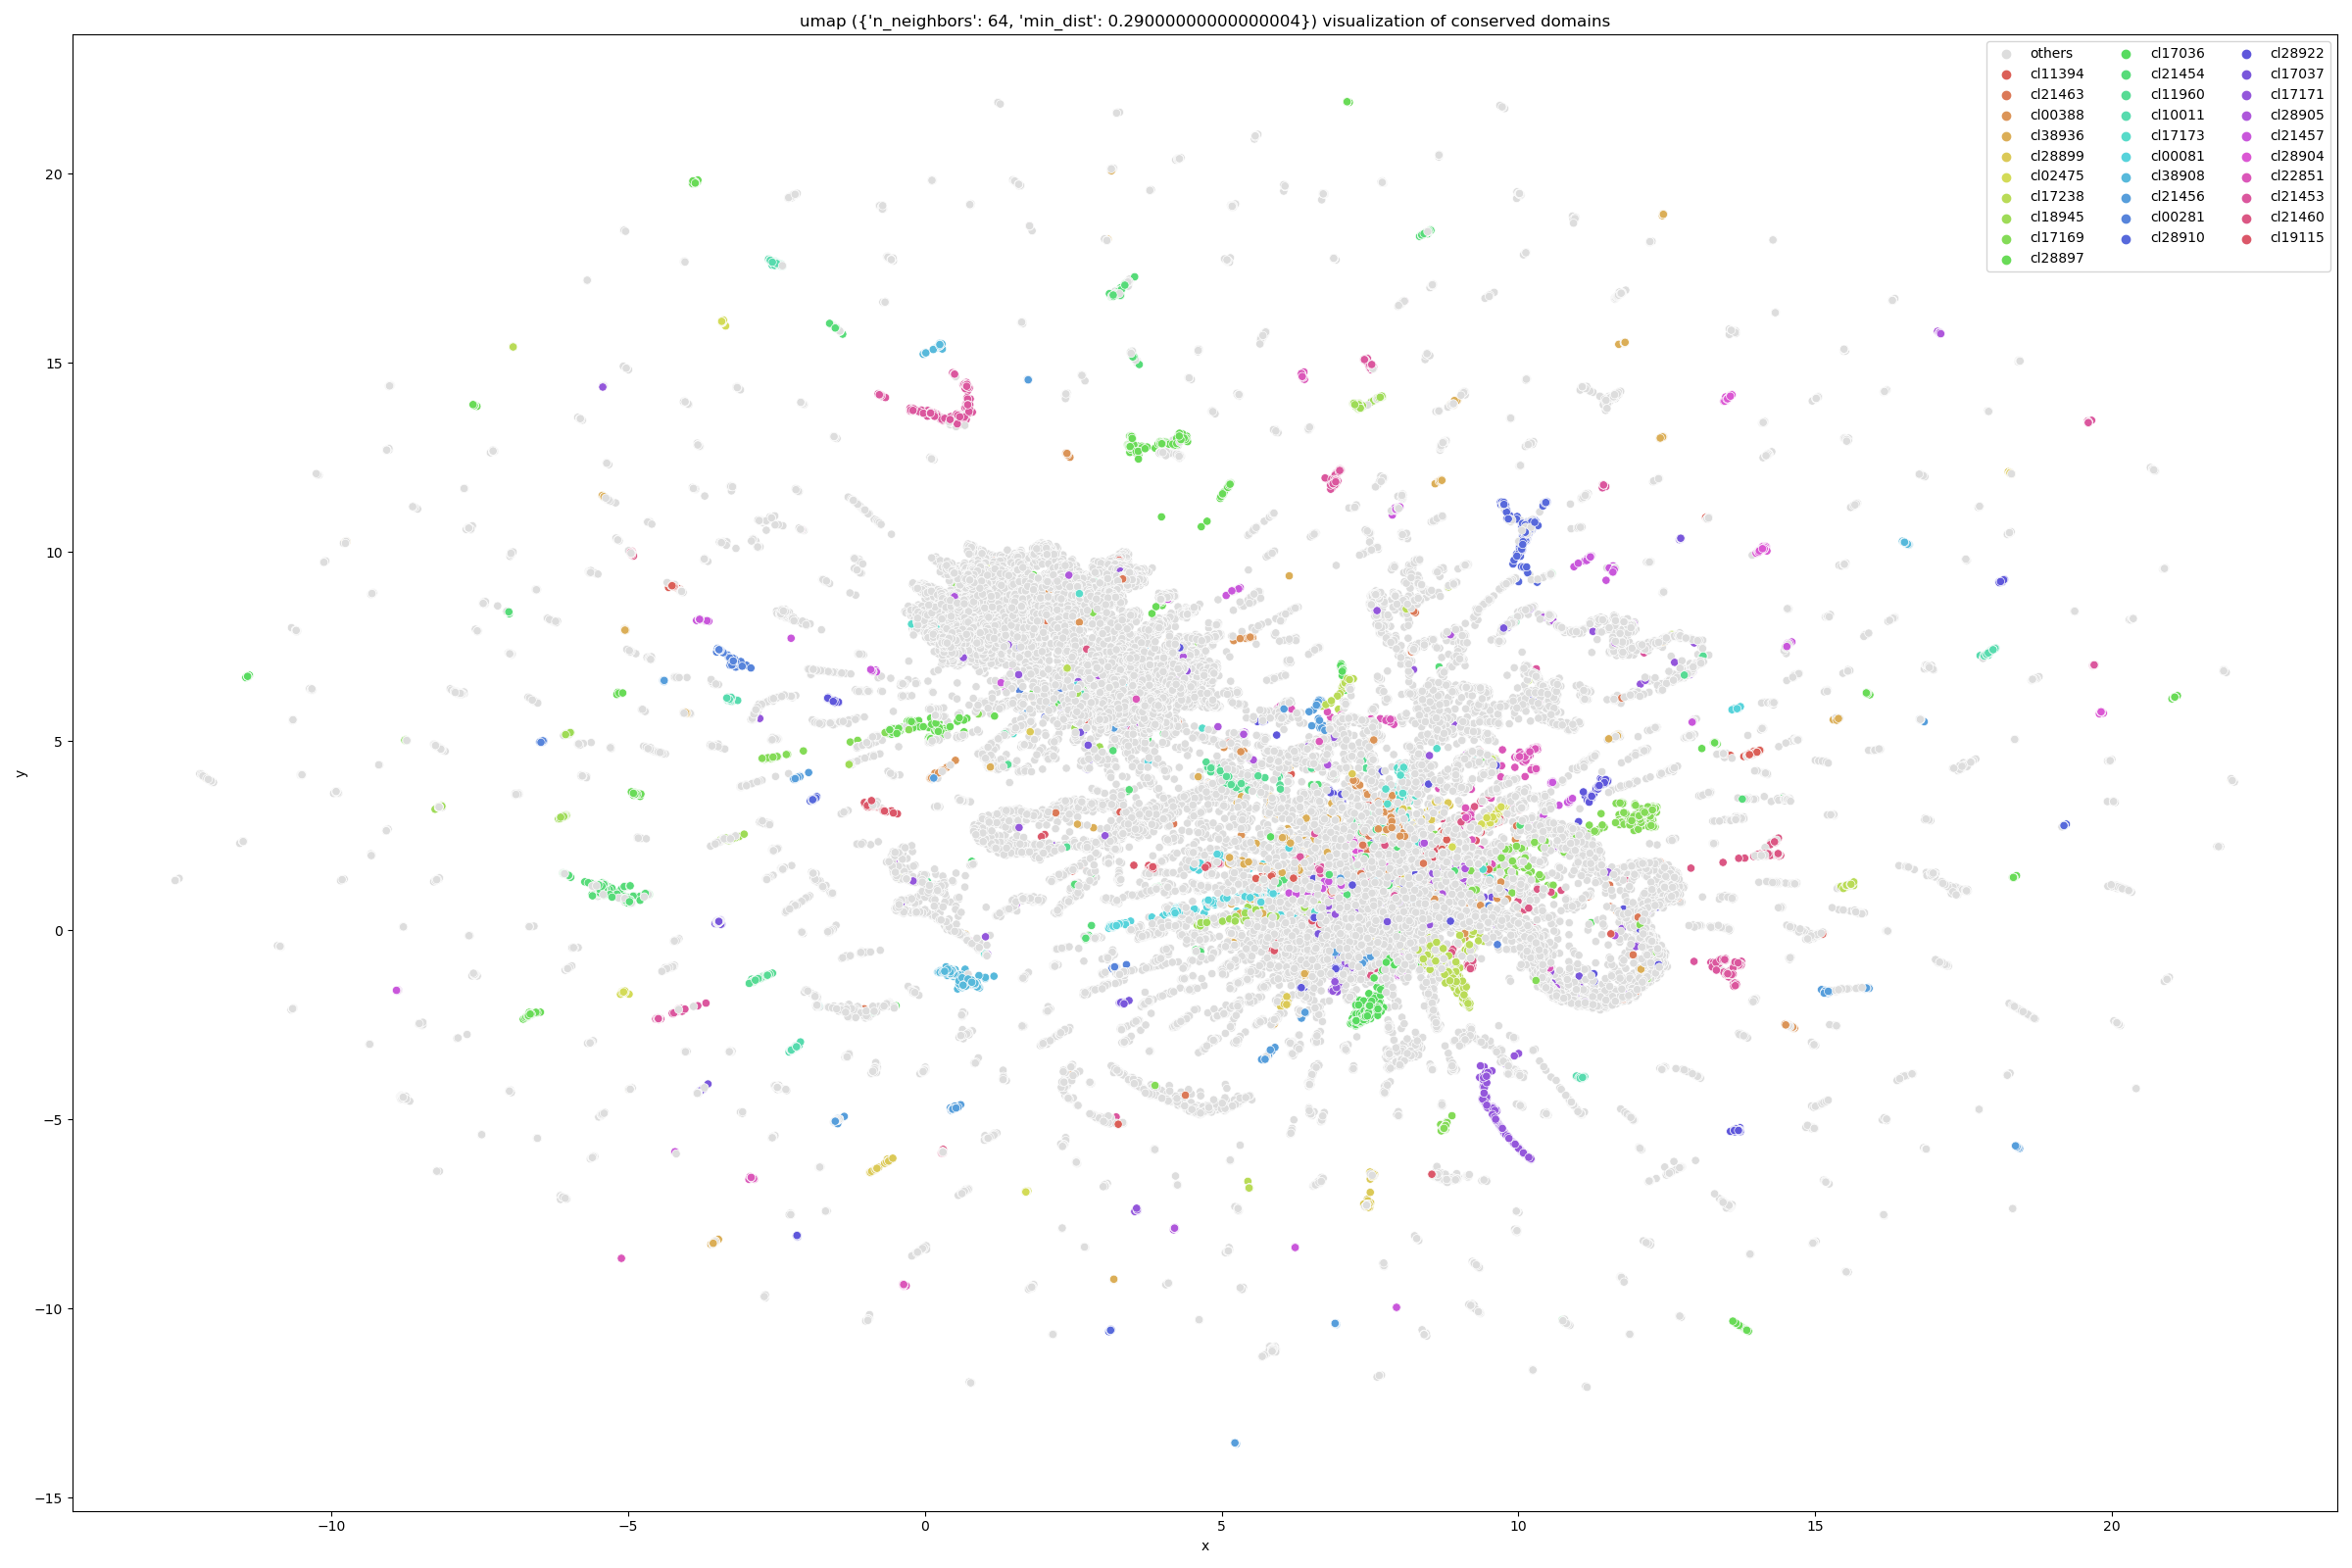 umap ({'n_neighbors': 64, 'min_dist': 0.29000000000000004}) visualization of conserved domains
others
cl11394
cl21463
cl00388
cl38936
cl28899
cl02475
cl17238
cl18945
cl17169
cl28897
cl17036
cl21454
cl11960
cl10011
cl17173
cl00081
cl38908
cl21456
cl00281
cl28910
cl28922
cl17037
cl17171
cl28905
cl21457
cl28904
cl22851
cl21453
cl21460
cl19115
y
20
15
10
5
0
−5
−10
−15
−10
−5
0
5
10
15
20
x